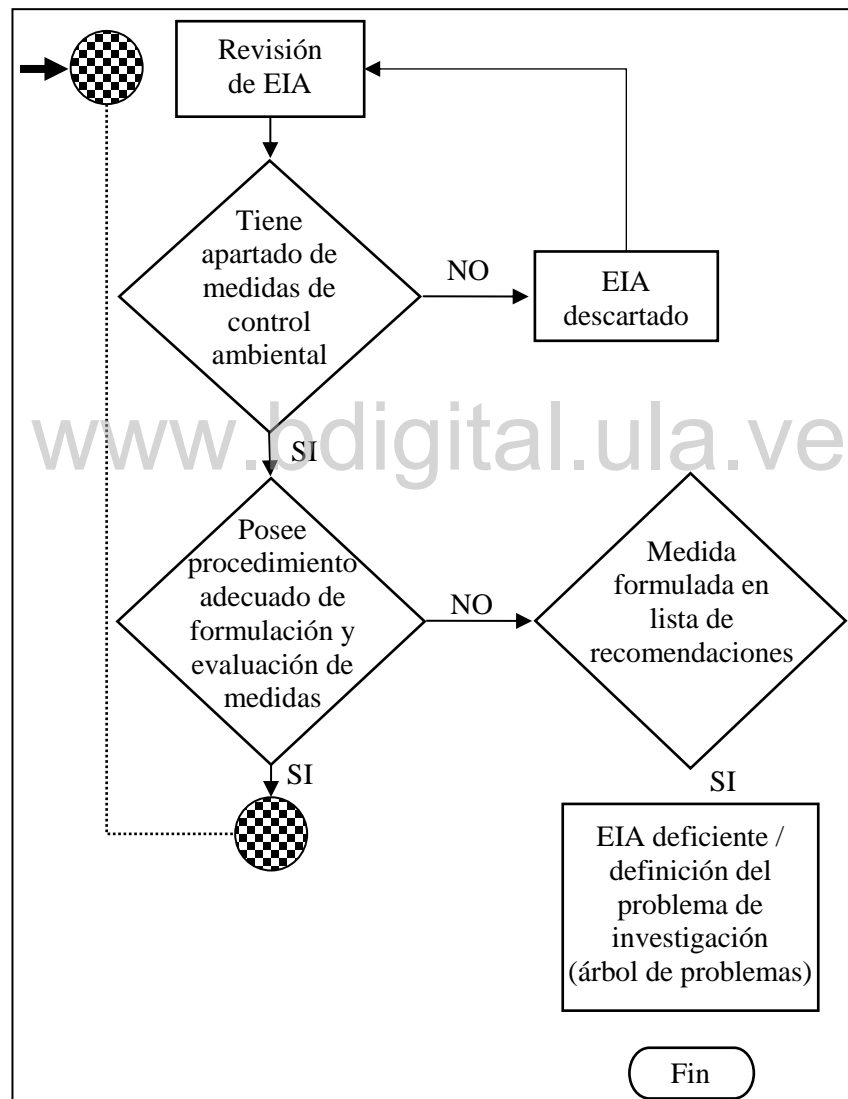 Revisión
de EIA
Tiene
apartado de
medidas de
control
ambiental
NO
EIA
descartado
www.bdigital.ula.ve
SI
Posee
procedimiento
adecuado de
formulación y
evaluación de
medidas
NO
Medida
formulada en
lista de
recomendaciones
SI
SI
EIA deficiente /
definición del
problema de
investigación
(árbol de problemas)
Fin